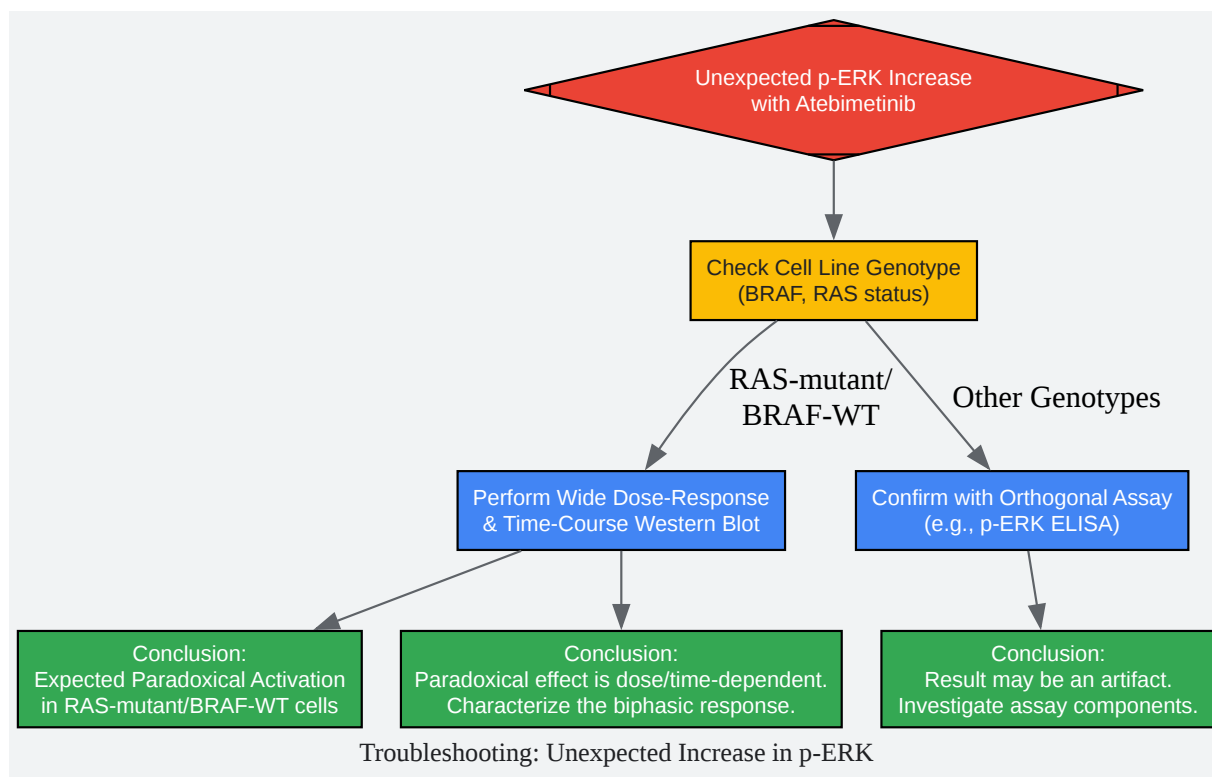 Unexpected p-ERK Increase
with Atebimetinib
Check Cell Line Genotype
(BRAF, RAS status)
RAS-mutant/
BRAF-WT
Other Genotypes
Perform Wide Dose-Response
& Time-Course Western Blot
Confirm with Orthogonal Assay
(e.g., p-ERK ELISA)
Conclusion:
Expected Paradoxical Activation
in RAS-mutant/BRAF-WT cells
Conclusion:
Paradoxical effect is dose/time-dependent.
Characterize the biphasic response.
Conclusion:
Result may be an artifact.
Investigate assay components.
Troubleshooting: Unexpected Increase in p-ERK